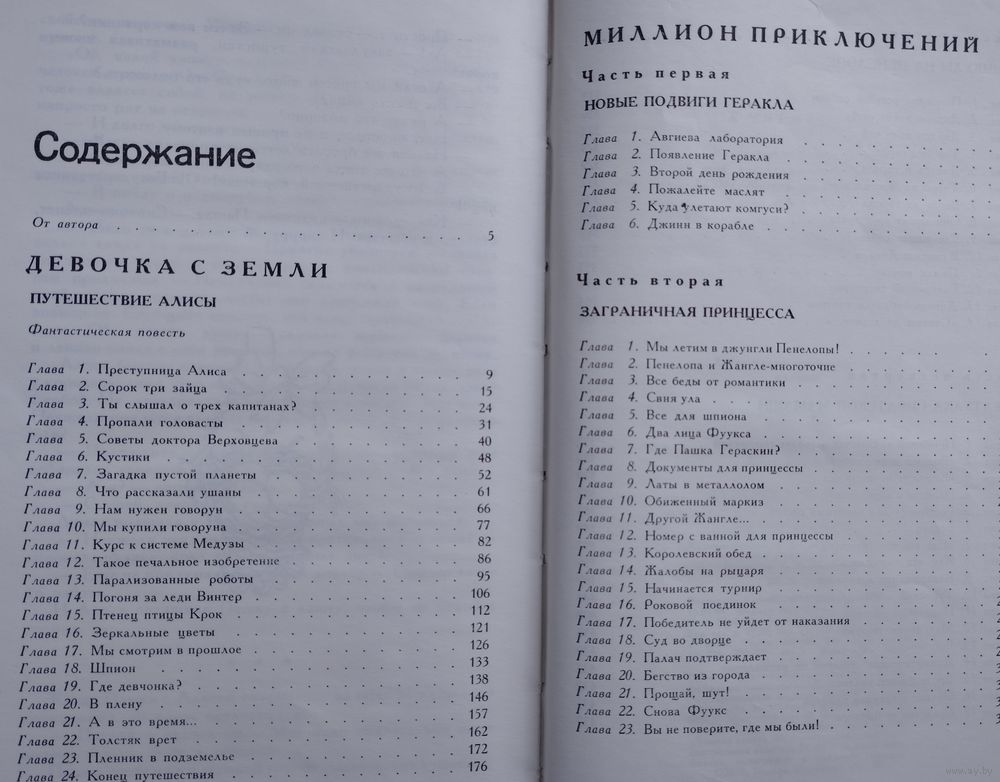 Содержание
От автора . . . . . . . . . . . . . . . . . 5
ДЕВОЧКА С ЗЕМЛИ
ПУТЕШЕСТВИЕ АЛИСЫ
Фантастическая повесть
Глава 1. Преступница Алиса . . . . . . . . . . 9
Глава 2. Сорок три зайца . . . . . . . . . . 15
Глава 3. Ты слышал о трех капитанах? . . . . . . . 24
Глава 4. Пропали головасты . . . . . . . . . . 31
Глава 5. Советы доктора Верховцева . . . . . . . . 40
Глава 6. Кустики . . . . . . . . . . . . . 48
Глава 7. Загадка пустой планеты . . . . . . . . . 52
Глава 8. Что рассказали ушаны . . . . . . . . . 61
Глава 9. Нам нужен говорун . . . . . . . . . . 66
Глава 10. Мы купили говоруна . . . . . . . . . . 77
Глава 11. Курс к системе Медузы . . . . . . . . . 82
Глава 12. Такое печальное изобретение . . . . . . . . 86
Глава 13. Парализованные роботы . . . . . . . . . 95
Глава 14. Погоня за леди Винтер . . . . . . . . . 106
Глава 15. Птенец птицы Крок . . . . . . . . . . 112
Глава 16. Зеркальные цветы . . . . . . . . . . 121
Глава 17. Мы смотрим в прошлое . . . . . . . . . 126
Глава 18. Шпион . . . . . . . . . . . . . 133
Глава 19. Где девчонка? . . . . . . . . . . . 138
Глава 20. В плену . . . . . . . . . . . . . 146
Глава 21. А в это время... . . . . . . . . . . . 157
Глава 22. Толстяк врет . . . . . . . . . . . . 162
Глава 23. Пленник в подземелье . . . . . . . . . 172
Глава 24. Конец путешествия . . . . . . . . . . 176
МИЛЛИОН ПРИКЛЮЧЕНИЙ
Часть первая
НОВЫЕ ПОДВИГИ ГЕРАКЛА
Глава 1. Авгиева лаборатория . . . . . . . . .
Глава 2. Появление Геракла . . . . . . . . .
Глава 3. Второй день рождения . . . . . . . . .
Глава 4. Пожалейте маслят . . . . . . . . .
Глава 5. Куда улетают комгуси? . . . . . . . . .
Глава 6. Джинн в корабле . . . . . . . . .
Часть вторая
ЗАГРАНИЧНАЯ ПРИНЦЕССА
Глава 1. Мы летим в джунгли Пенелопы! . . . . . . .
Глава 2. Пенелопа и Жангле-многоточие . . . . . . .
Глава 3. Все беды от романтики . . . . . . . .
Глава 4. Свня ула . . . . . . . . . . .
Глава 5. Все для шпиона . . . . . . . . . .
Глава 6. Два лица Фуукса . . . . . . . . .
Глава 7. Где Пашка Гераскин? . . . . . . . .
Глава 8. Документы для принцессы . . . . . . . .
Глава 9. Латы в металлолом . . . . . . . . .
Глава 10. Обиженный маркиз . . . . . . . . .
Глава 11. Другой Жангле... . . . . . . . . .
Глава 12. Номер с ванной для принцессы . . . . . . .
Глава 13. Королевский обед . . . . . . . . .
Глава 14. Жалобы на рыцаря . . . . . . . . .
Глава 15. Начинается турнир . . . . . . . . .
Глава 16. Роковой поединок . . . . . . . . .
Глава 17. Победитель не уйдет от наказания . . . . . .
Глава 18. Суд во дворце . . . . . . . . . .
Глава 19. Палач подтверждает . . . . . . . . .
Глава 20. Бегство из города . . . . . . . . .
Глава 21. Прощай, шут! . . . . . . . . . .
Глава 22. Снова Фуукс . . . . . . . . . .
Глава 23. Вы не поверите, где мы были! . . . . . . .
www.ay.by